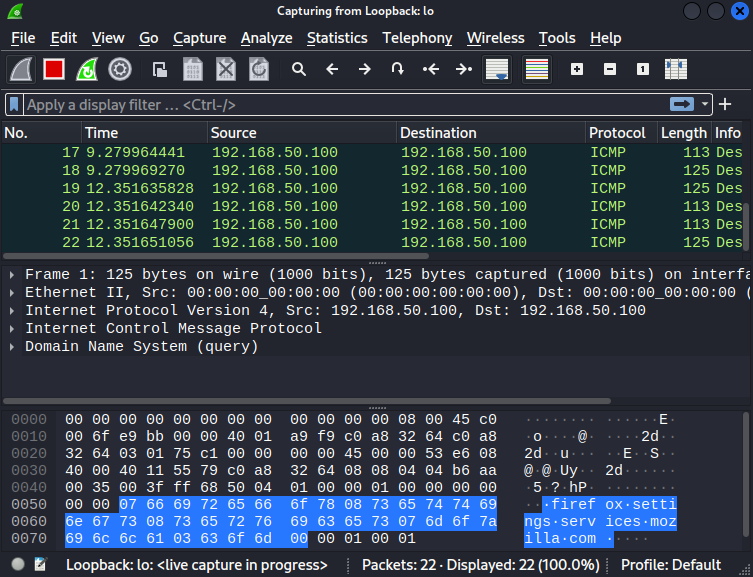 Capturing from Loopback: lo
File Edit View Go Capture Analyze Statistics Telephony Wireless Tools Help
Apply a display filter … <Ctrl-/>
No. Time Source Destination Protocol Length Info
17 9.279964441 192.168.50.100 192.168.50.100 ICMP 113 Des
18 9.279969270 192.168.50.100 192.168.50.100 ICMP 125 Des
19 12.351635828 192.168.50.100 192.168.50.100 ICMP 125 Des
20 12.351642340 192.168.50.100 192.168.50.100 ICMP 113 Des
21 12.351647900 192.168.50.100 192.168.50.100 ICMP 113 Des
22 12.351651056 192.168.50.100 192.168.50.100 ICMP 125 Des
Frame 1: 125 bytes on wire (1000 bits), 125 bytes captured (1000 bits) on interfa
Ethernet II, Src: 00:00:00_00:00:00 (00:00:00:00:00:00), Dst: 00:00:00_00:00:00 (
Internet Protocol Version 4, Src: 192.168.50.100, Dst: 192.168.50.100
Internet Control Message Protocol
Domain Name System (query)
0000 00 00 00 00 00 00 00 00 00 00 00 00 08 00 45 c0 ········ ······E·
0010 00 6f e9 bb 00 00 40 01 a9 f9 c0 a8 32 64 c0 a8 ·o····@· ····2d··
0020 32 64 03 01 75 c1 00 00 00 00 45 00 00 53 e6 08 2d··u··· ··E··S··
0030 40 00 40 11 55 79 c0 a8 32 64 08 08 04 04 b6 aa @·@·Uy·· 2d······
0040 00 35 00 3f ff 68 50 04 01 00 00 01 00 00 00 00 ·5·?·hP· ········
0050 00 00 07 66 69 72 65 66 6f 78 08 73 65 74 74 69 ···firef ox·setti
0060 6e 67 73 08 73 65 72 76 69 63 65 73 07 6d 6f 7a ngs·serv ices·moz
0070 69 6c 6c 61 03 63 6f 6d 00 00 01 00 01 illa·com ·····
Loopback: lo: <live capture in progress> Packets: 22 · Displayed: 22 (100.0%) Profile: Default